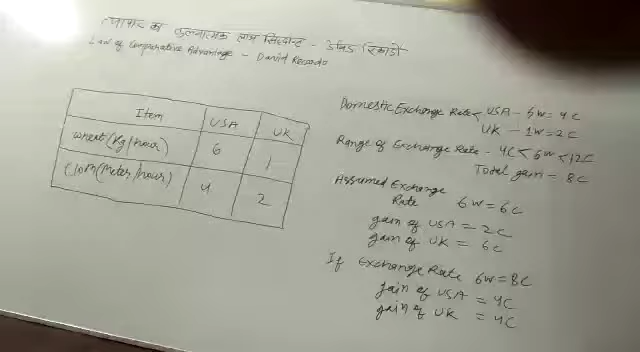 व्यापार का तुलनात्मक लाभ सिद्धान्त - डेविड रिकार्डो
Law of Comparative Advantage - David Recardo
Item USA UK
wheat (Kg/hour) 6 1
Cloth (Meter/hour) 4 2
Domestic Exchange Rate < USA - 6W = 4C
UK - 1W = 2C
Range of Exchange Rate - 4C < 6W < 12C
Total gain = 8C
Assumed Exchange
Rate 6W = 6C
gain of USA = 2C
gain of UK = 6C
If Exchange Rate 6W = 8C
gain of USA = 4C
gain of UK = 4C